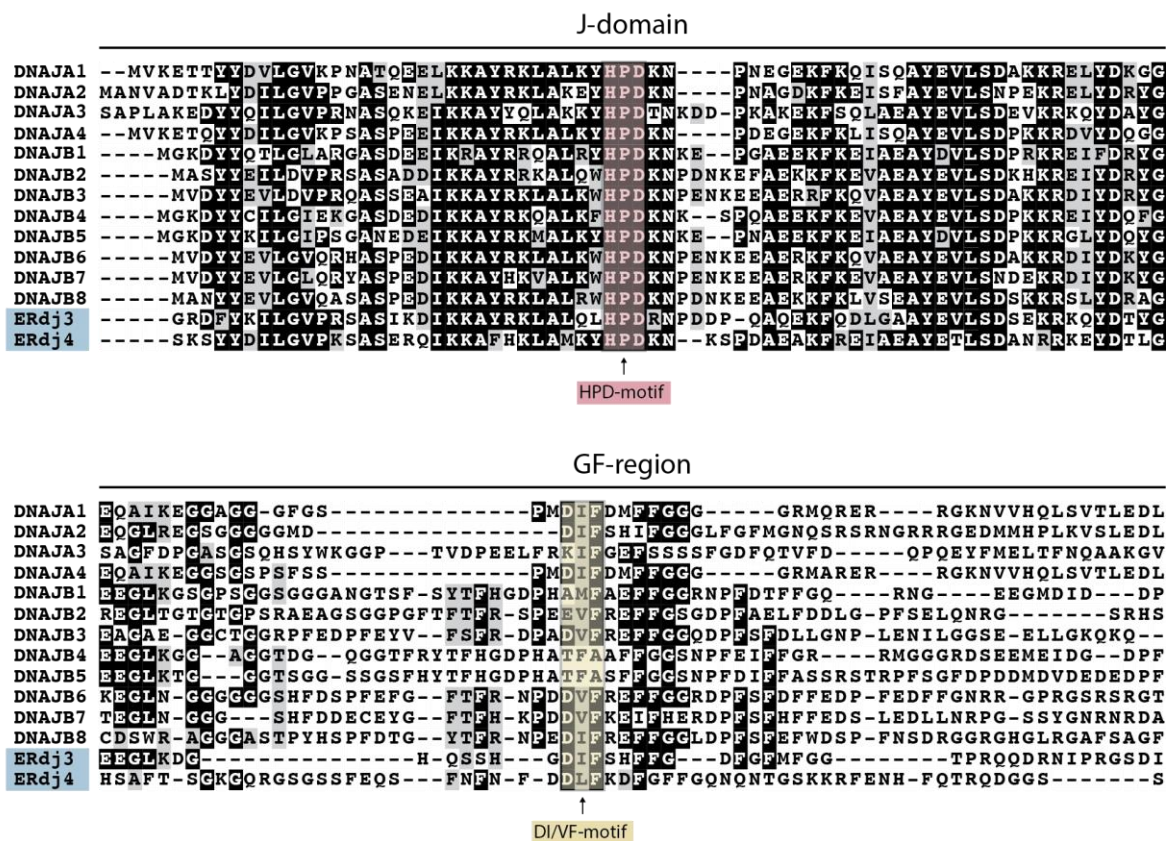 J-domain
DNAJA1 --MVKETTYYDVLGVKPNATQEELKKAYRKLALKYHPDKN----PNEGEKFKQISQAYEVLSDAKKRELYDKGG
DNAJA2 MANVADTKLYDILGVPPGASENELKKAYRKLAKEYHPDKN----PNAGDKFKEISFAYEVLSNPEKRELYDRYG
DNAJA3 SAPLAKEDYYQILGVPRNASQKEIKKAYYQLAKKYHPDTNKDD-PKAKEKFSQLAEAYEVLSDEVKRKQYDAYG
DNAJA4 --MVKETQYYDILGVKPSASPEEIKKAYRKLALKYHPDKN----PDEGEKFKLISQAYEVLSDPKKRDVYDQGG
DNAJB1 ----MGKDYYQTLGLARGASDEEIKRAYRRQALRYHPDKNKE--PGAEEKFKEIAEAYDVLSDPRKREIFDRYG
DNAJB2 -----MASYYEILDVPRSASADDIKKAYRRKALQWHPDKNPDNKEFAEKKFKEVAEAYEVLSDKHKREIYDRYG
DNAJB3 -----MVDYYEVLDVPRQASSEAIKKAYRKLALKWHPDKNPENKEEAERRFKQVAEAYEVLSDAKKRDIYDRYG
DNAJB4 ----MGKDYYCILGIEKGASDEDIKKAYRKQALKFHPDKNK--SPQAEEKFKEVAEAYEVLSDPKKREIYDQFG
DNAJB5 ----MGKDYYKILGIPSGANEDEIKKAYRKMALKYHPDKNKE--PNAEEKFKEIAEAYDVLSDPKKRGLYDQYG
DNAJB6 -----MVDYYEVLGVQRHASPEDIKKAYRKLALKWHPDKNPENKEEAERKFKQVAEAYEVLSDAKKRDIYDKYG
DNAJB7 -----MVDYYEVLGLQRYASPEDIKKAYHKVALKWHPDKNPENKEEAERKFKEVAEAYEVLSNDEKRDIYDKYG
DNAJB8 -----MANYYEVLGVQASASPEDIKKAYRKLALRWHPDKNPDNKEEAEKKFKLVSEAYEVLSDSKKRSLYDRAG
ERdj3 -----GRDFYKILGVPRSASIKDIKKAYRKLALQLHPDRNPDDP-QAQEKFQDLGAAYEVLSDSEKRKQYDTYG
ERdj4 -----SKSYYDILGVPKSASERQIKKAFHKLAMKYHPDKN--KSPDAEAKFREIAEAYETLSDANRRKEYDTLG
HPD-motif
GF-region
DNAJA1 EQAIKEGGAGG-GFGS--------------PMDIFDMFFGGG------GRMQRER---RGKNVVHQLSVTLEDL
DNAJA2 EQGLREGSGGGGGMD---------------DIFSHIFGGGLFGFMGNQSRSRNGRRRGEDMMHPLKVSLEDL
DNAJA3 SAGFDPGASGSQHSYWKGGP---TVDPEELFRKIFGEFSSSSFGDFQTVFD-----QPQEYFMELTFNQAAKGV
DNAJA4 EQAIKEGGSGSPSFSS--------------PMDIFDMFFGGG------GRMARER---RGKNVVHQLSVTLEDL
DNAJB1 EEGLKGSGPSGGSGGGANGTSF-SYTFHGDPHAMFAEFFGGRNPFDTFFGQ----RNG---EEGMDID---DP
DNAJB2 REGLTGTGTGPSRAEAGSGGPGFTFTFR-SPEEVFREFFGSGDPFAELFDDLG-PFSELQNRG-----SRHS
DNAJB3 EAGAE-GGCTGGRPFEDPFEYV--FSFR-DPADVFREFFGGQDPFSFDLLGNP-LENILGGSE-ELLGKQKQ--
DNAJB4 EEGLKGG--AGGTDG-QGGTFRYTFHGDPHATFAAFFGGSNPFEIFFGR----RMGGGRDSEEMEIDG--DPF
DNAJB5 EEGLKTG---GGTSGG-SSGSFHYTFHGDPHATFASFFGGSNPFDIFFASSRSTRPFSGFDPDDMDVDEDEDPF
DNAJB6 KEGLN-GGGGGGSHFDSPFEFG--FTFR-NPDDVFREFFGGRDPFSFDFFEDP-FEDFFGNRR-GPRGSRSRGT
DNAJB7 TEGLN-GGG---SHFDDECEYG--FTFH-KPDDVFKEIFHERDPFSFHFFEDS-LEDLLNRPG-SSYGNRNRDA
DNAJB8 CDSWR-AGGGASTPYHSPFDTG--YTFR-NPEDIFREFFGGLDPFSFEFWDSPFNSDRGGRGHGLRGAFSAGF
ERdj3 EEGLKDG---------------H-QSSH---GDIFSHFFG---DFGFMFGG------TPRQQDRNIPRGSDI
ERdj4 HSAFT-SGKGQRGSGSSFEQS---FNFN-F-DDLFKDFGFFGQNQNTGSKKRFENH-FQTRQDGGS------S
DI/VF-motif